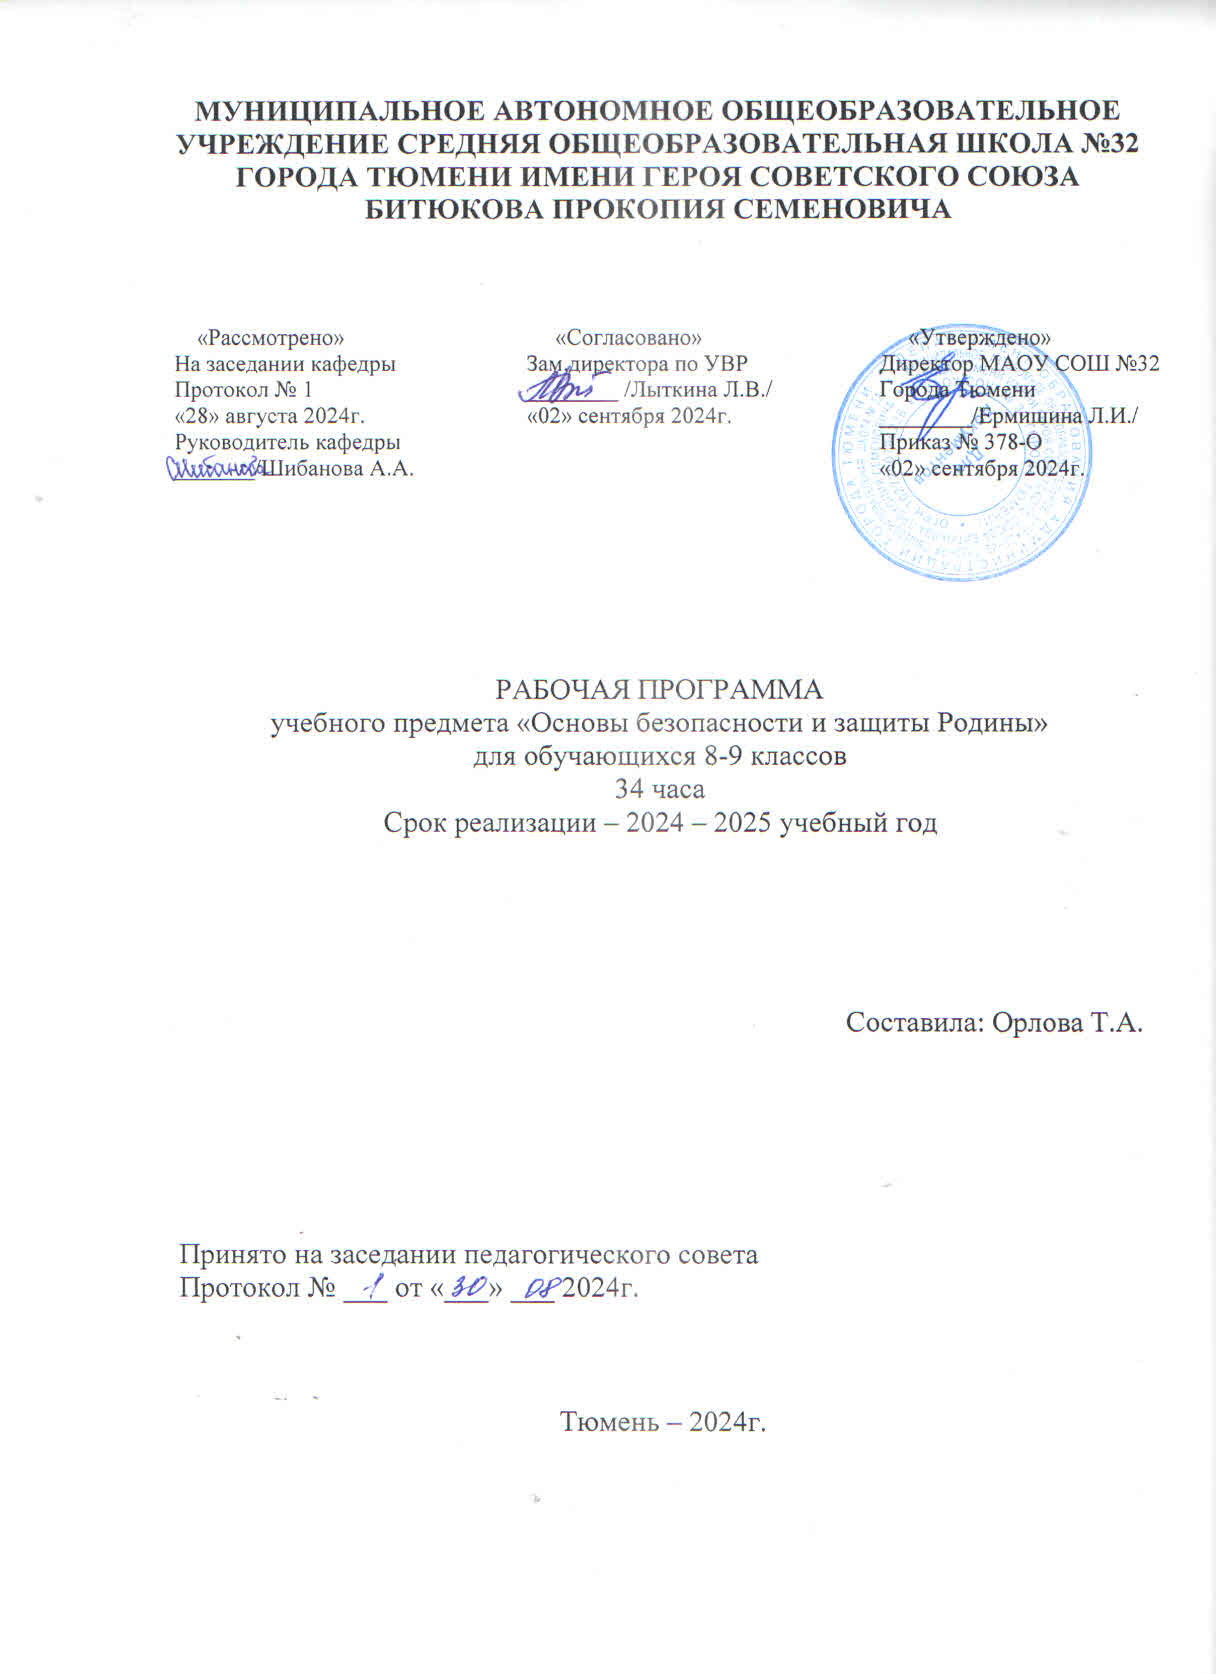 МУНИЦИПАЛЬНОЕ АВТОНОМНОЕ ОБЩЕОБРАЗОВАТЕЛЬНОЕ
УЧРЕЖДЕНИЕ СРЕДНЯЯ ОБЩЕОБРАЗОВАТЕЛЬНАЯ ШКОЛА №32
ГОРОДА ТЮМЕНИ ИМЕНИ ГЕРОЯ СОВЕТСКОГО СОЮЗА
БИТЮКОВА ПРОКОПИЯ СЕМЕНОВИЧА
«Рассмотрено»
На заседании кафедры
Протокол № 1
«28» августа 2024г.
Руководитель кафедры
Шибанова /Шибанова А.А.
«Согласовано»
Зам.директора по УВР
/Лыткина Л.В./
«02» сентября 2024г.
«Утверждено»
Директор МАОУ СОШ №32
Города Тюмени
/Ермишина Л.И./
Приказ № 378-О
«02» сентября 2024г.
РАБОЧАЯ ПРОГРАММА
учебного предмета «Основы безопасности и защиты Родины»
для обучающихся 8-9 классов
34 часа
Срок реализации – 2024 – 2025 учебный год
Составила: Орлова Т.А.
Принято на заседании педагогического совета
Протокол № 1 от «30» 08 2024г.
Тюмень – 2024г.